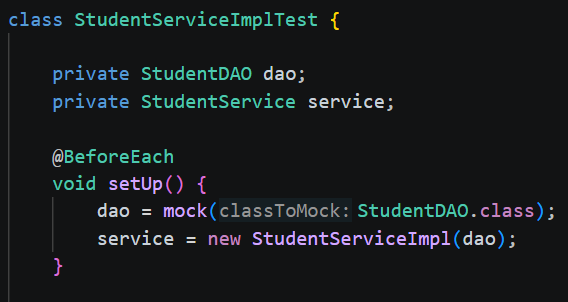 class StudentServiceImplTest {
private StudentDAO dao;
private StudentService service;
@BeforeEach
void setUp() {
dao = mock(classToMock: StudentDAO.class);
service = new StudentServiceImpl(dao);
}